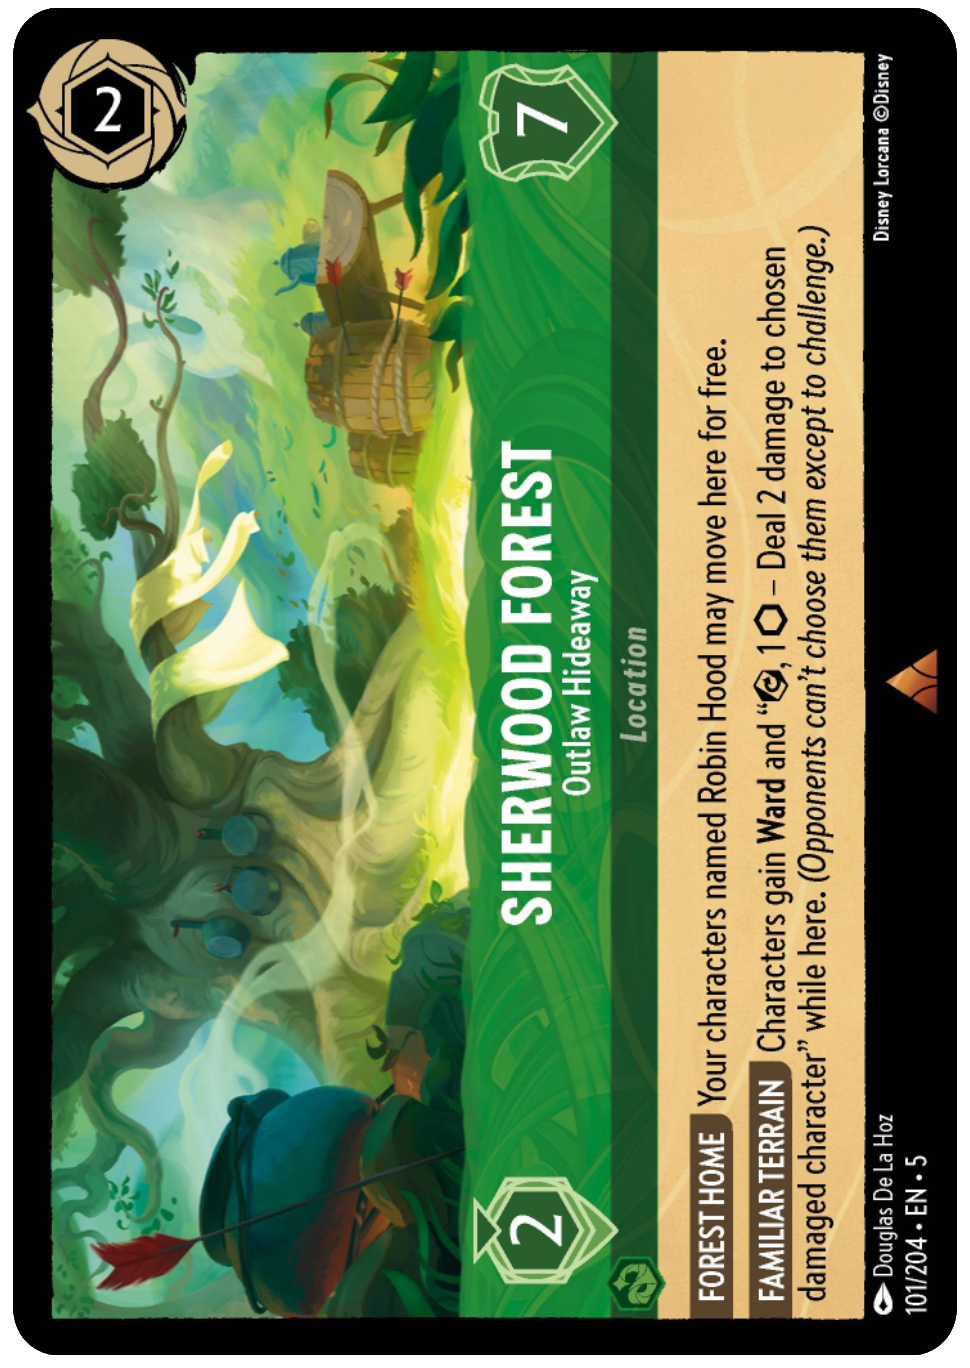 2
SHERWOOD FOREST
Outlaw Hideaway
2
7
Location
FOREST HOME Your characters named Robin Hood may move here for free.
FAMILIAR TERRAIN Characters gain Ward and “⟳, 1 ⬡ – Deal 2 damage to chosen
damaged character” while here. (Opponents can’t choose them except to challenge.)
Douglas De La Hoz
101/204 • EN • 5
Disney Lorcana ©Disney